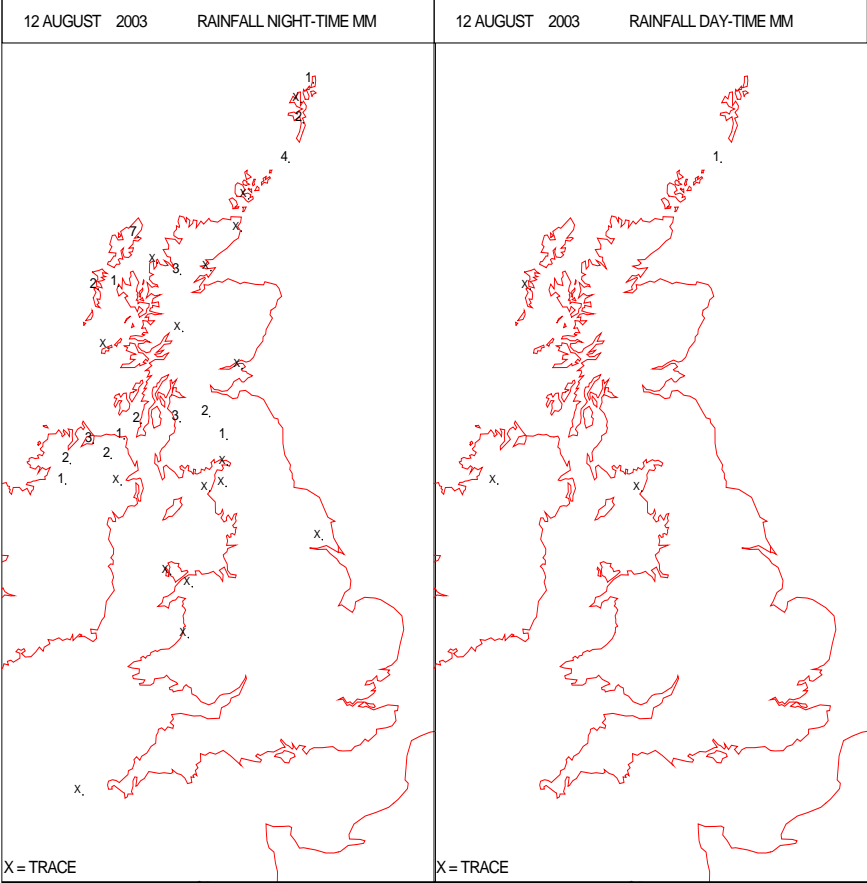 12 AUGUST 2003 RAINFALL NIGHT-TIME MM
1.
X
2.
4.
X
X.
7
X
X
3.
1
2
X.
X.
X.
2
3
2.
1.
3
1.
2.
2.
X
1.
X.
X.
X
X.
X
X.
X.
X.
X = TRACE
12 AUGUST 2003 RAINFALL DAY-TIME MM
1.
X
X.
X
X = TRACE